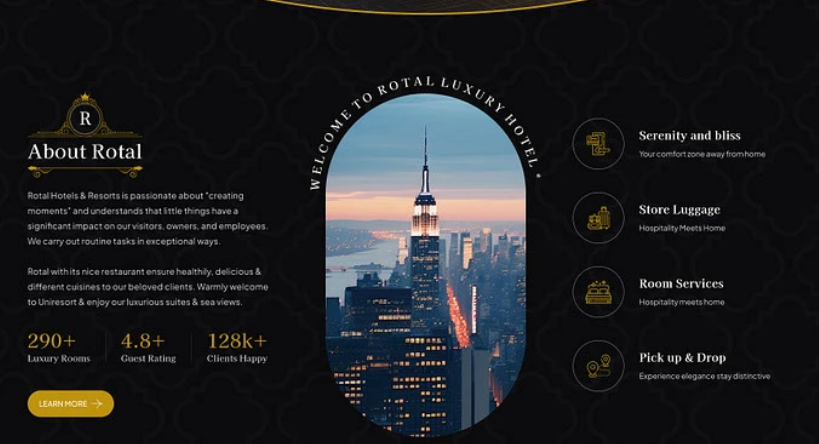 WELCOME TO ROTAL LUXURY HOTEL *
R
About Rotal
Rotal Hotels & Resorts is passionate about "creating
moments" and understands that little things have a
significant impact on our visitors, owners, and employees.
We carry out routine tasks in exceptional ways.
Rotal with its nice restaurant ensure healthily, delicious &
different cuisines to our beloved clients. Warmly welcome
to Uniresort & enjoy our luxurious suites & sea views.
290+
Luxury Rooms
4.8+
Guest Rating
128k+
Clients Happy
LEARN MORE
Serenity and bliss
Your comfort zone away from home
Store Luggage
Hospitality Meets Home
Room Services
Hospitality meets home
Pick up & Drop
Experience elegance stay distinctive